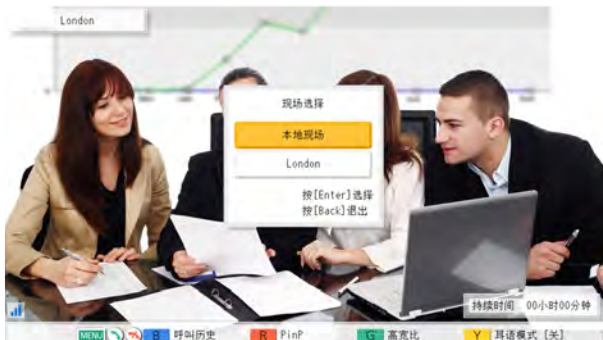 London
现场选择
本地现场
London
按[Enter]选择
按[Back]退出
持续时间 00小时00分钟
MENU B 呼叫历史 R PinP G 高宽比 Y 耳语模式 [关]